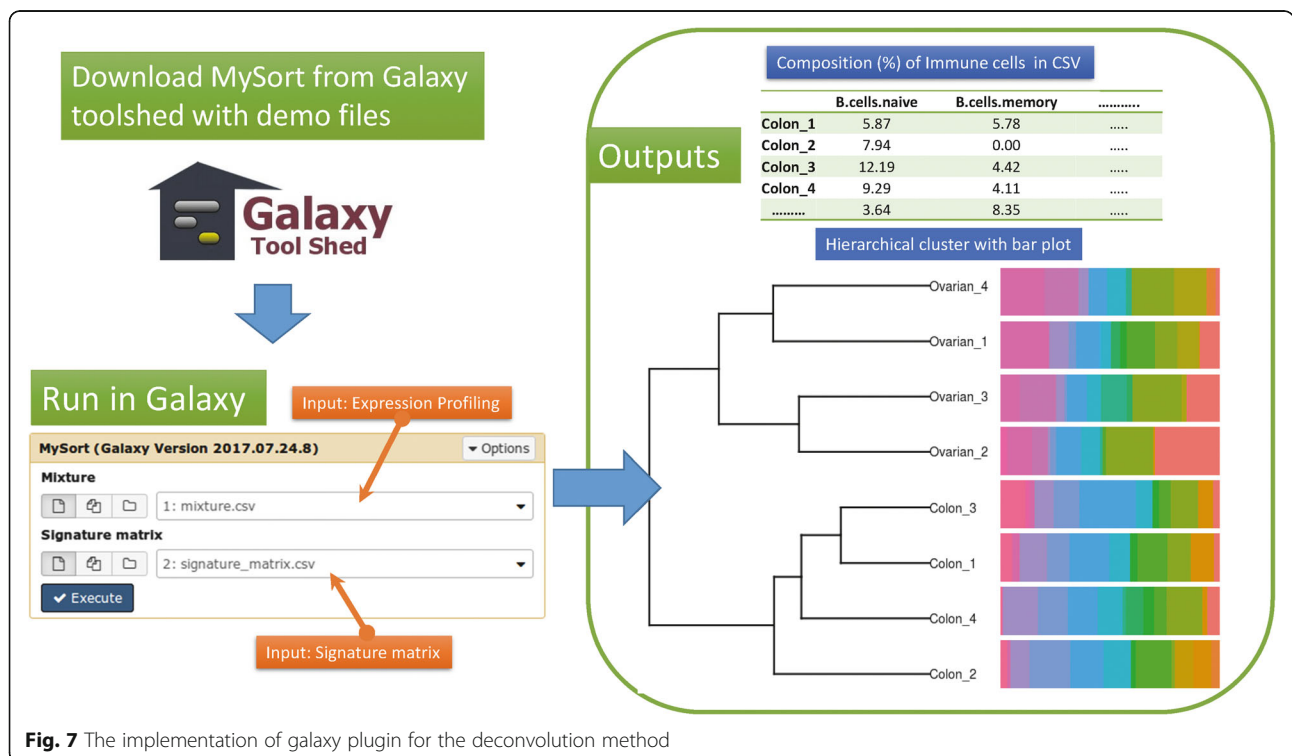 Download MySort from Galaxy
toolshed with demo files
Galaxy
Tool Shed
Run in Galaxy
Input: Expression Profiling
MySort (Galaxy Version 2017.07.24.8)
Options
Mixture
1: mixture.csv
Signature matrix
2: signature_matrix.csv
Execute
Input: Signature matrix
Outputs
Composition (%) of Immune cells in CSV
B.cells.naive B.cells.memory ...........
Colon_1 5.87 5.78 .....
Colon_2 7.94 0.00 .....
Colon_3 12.19 4.42 .....
Colon_4 9.29 4.11 .....
......... 3.64 8.35 .....
Hierarchical cluster with bar plot
Ovarian_4
Ovarian_1
Ovarian_3
Ovarian_2
Colon_3
Colon_1
Colon_4
Colon_2
Fig. 7 The implementation of galaxy plugin for the deconvolution method